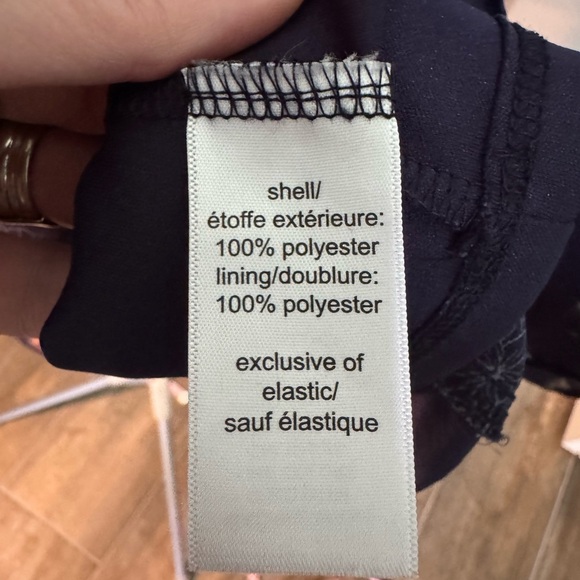 shell/
étoffe extérieure:
100% polyester
lining/doublure:
100% polyester
exclusive of
elastic/
sauf élastique